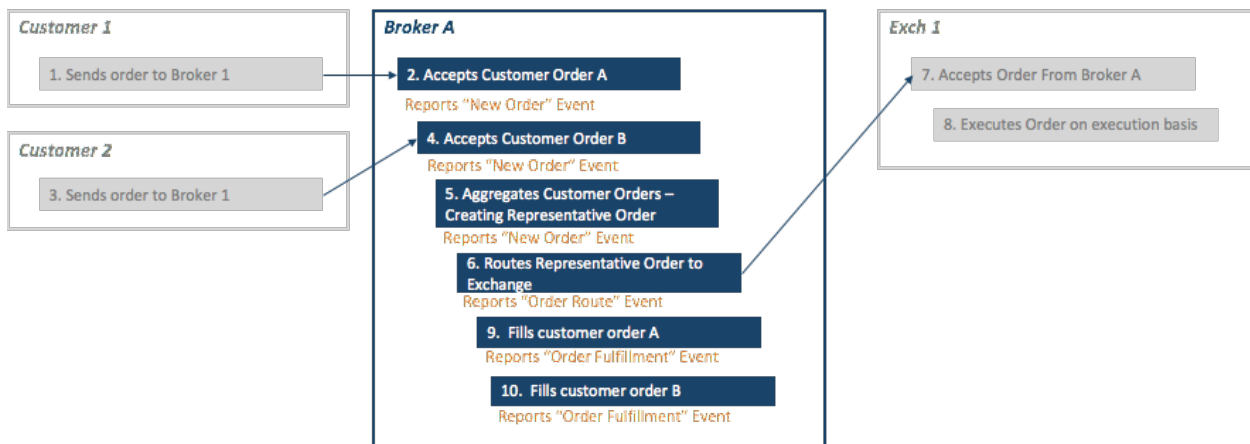 Customer 1
1. Sends order to Broker 1
Customer 2
3. Sends order to Broker 1
Broker A
2. Accepts Customer Order A
Reports "New Order" Event
4. Accepts Customer Order B
Reports "New Order" Event
5. Aggregates Customer Orders –
Creating Representative Order
Reports "New Order" Event
6. Routes Representative Order to
Exchange
Reports "Order Route" Event
9. Fills customer order A
Reports "Order Fulfillment" Event
10. Fills customer order B
Reports "Order Fulfillment" Event
Exch 1
7. Accepts Order From Broker A
8. Executes Order on execution basis